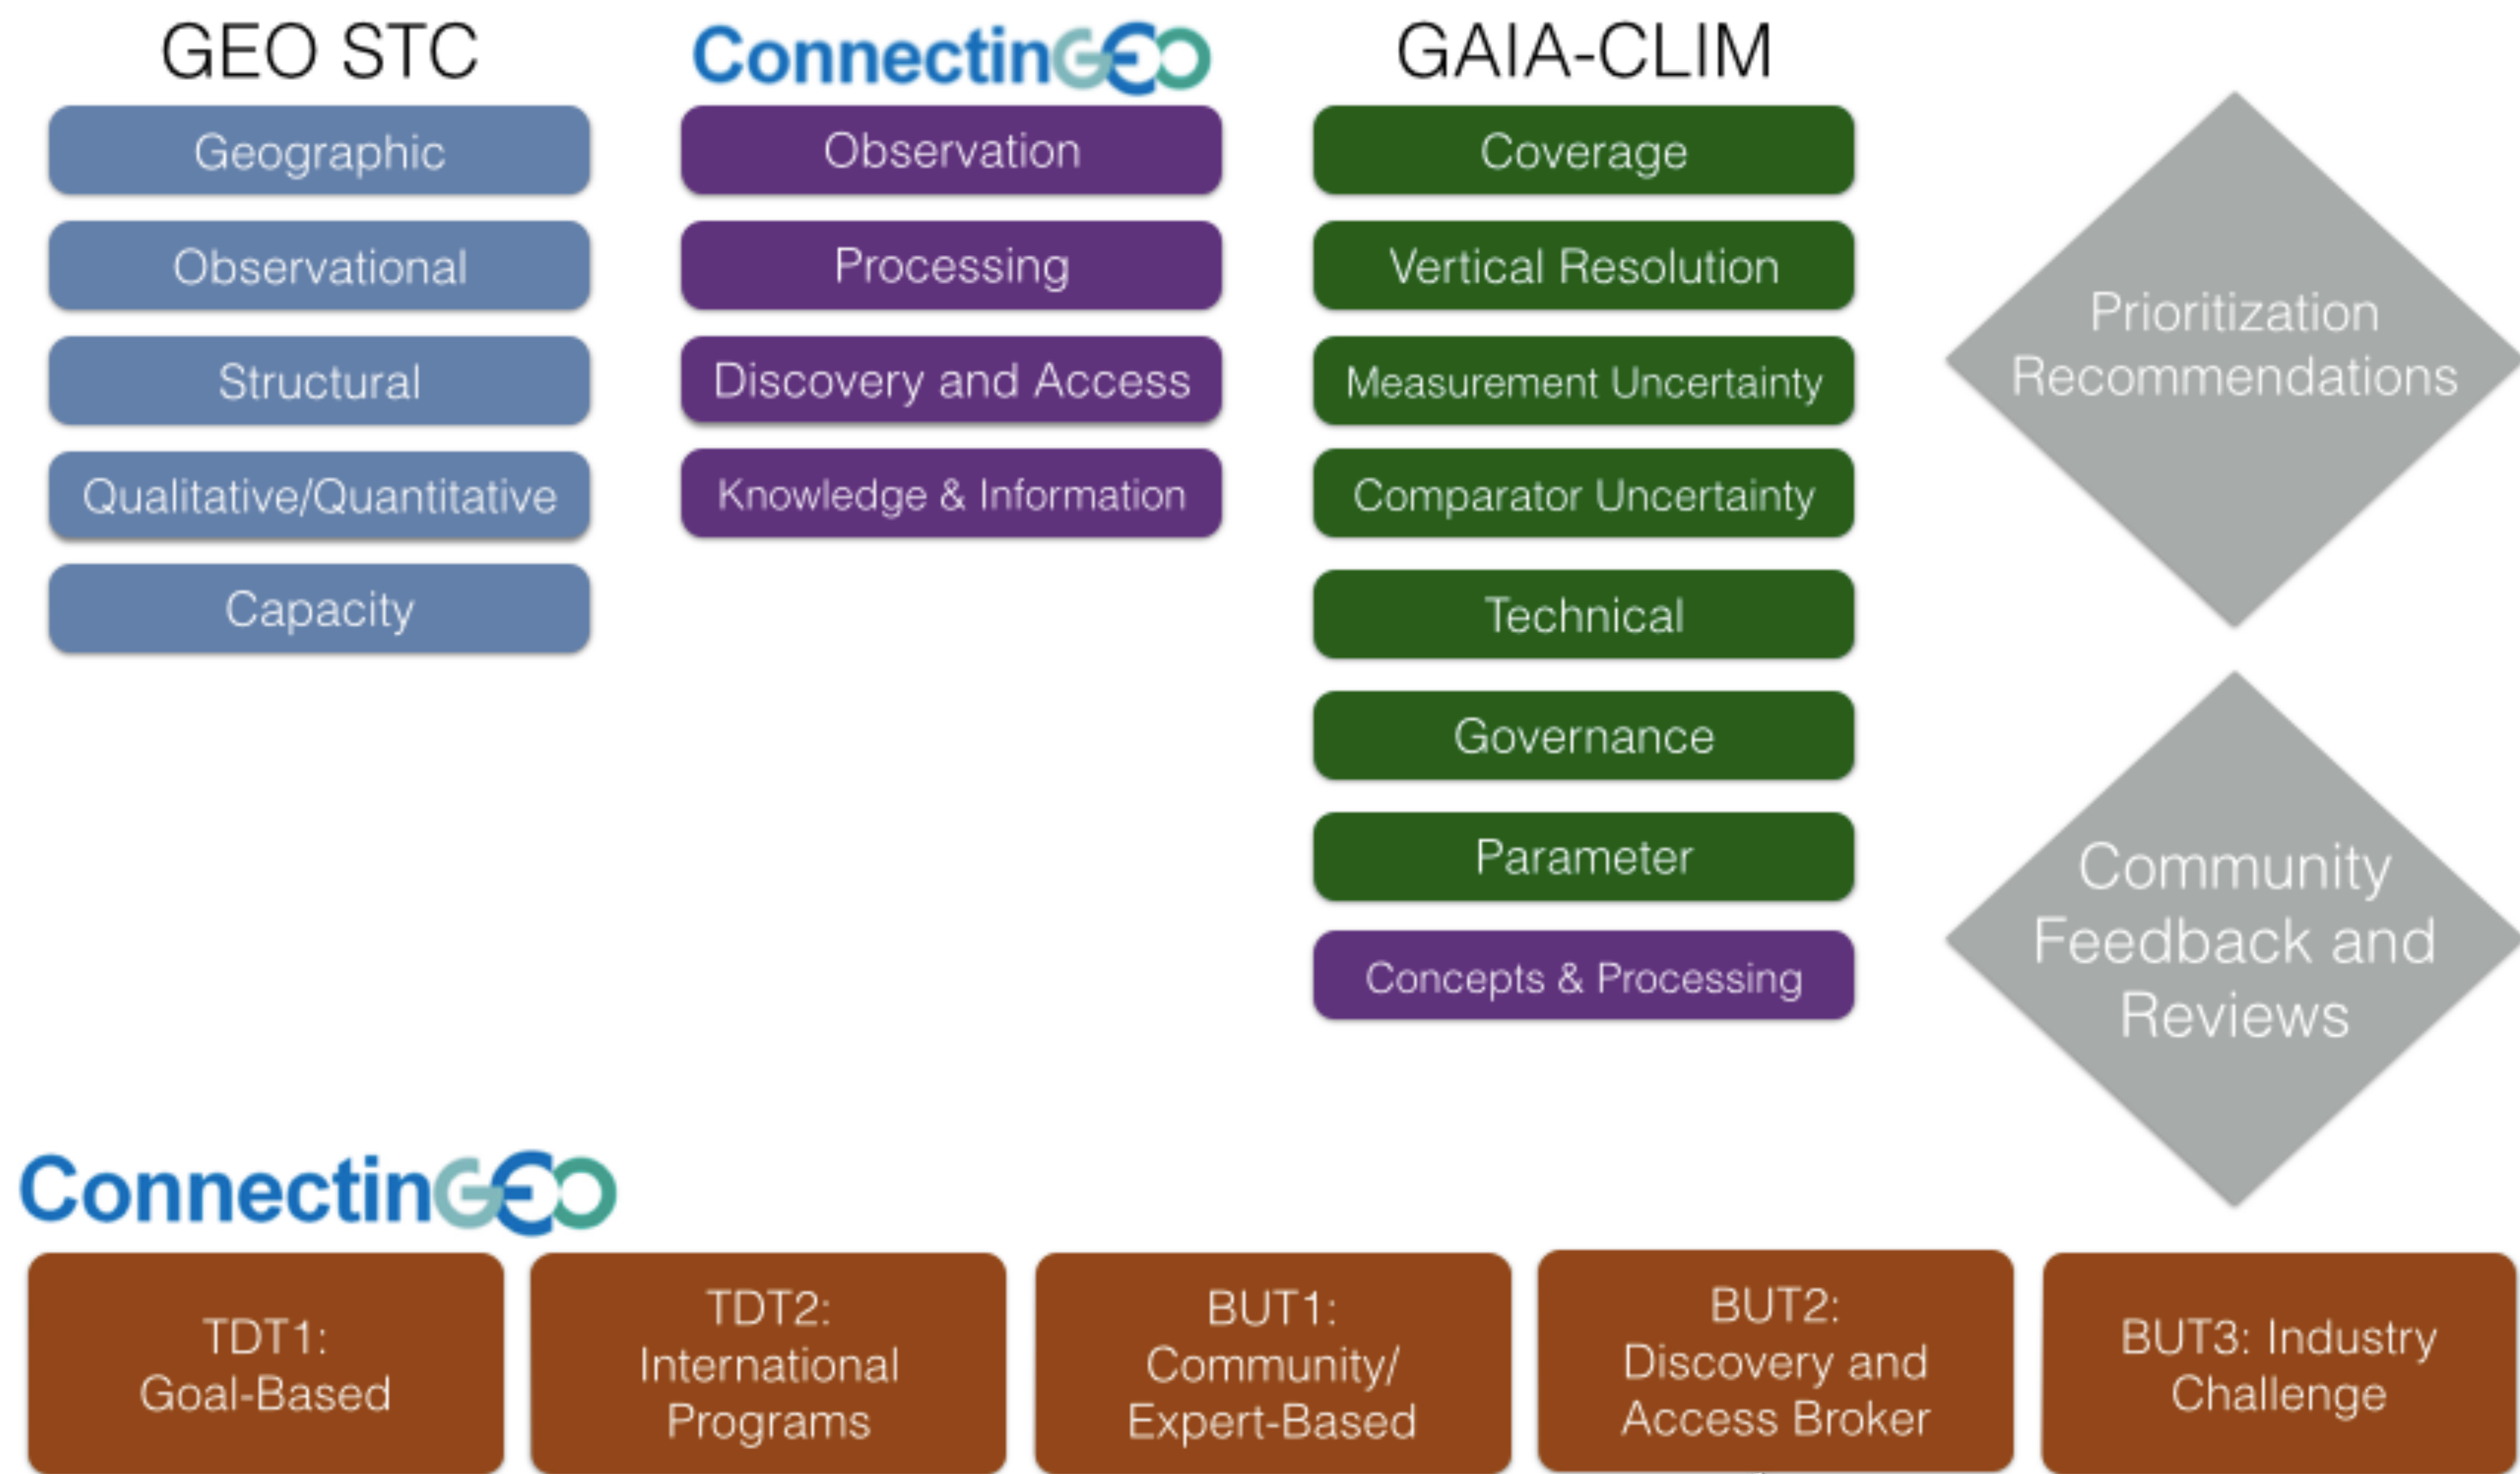 GEO STC
Geographic
Observational
Structural
Qualitative/Quantitative
Capacity
ConnectinGEO
Observation
Processing
Discovery and Access
Knowledge & Information
GAIA-CLIM
Coverage
Vertical Resolution
Measurement Uncertainty
Comparator Uncertainty
Technical
Governance
Parameter
Concepts & Processing
Prioritization
Recommendations
Community
Feedback and
Reviews
ConnectinGEO
TDT1:
Goal-Based
TDT2:
International
Programs
BUT1:
Community/
Expert-Based
BUT2:
Discovery and
Access Broker
BUT3: Industry
Challenge